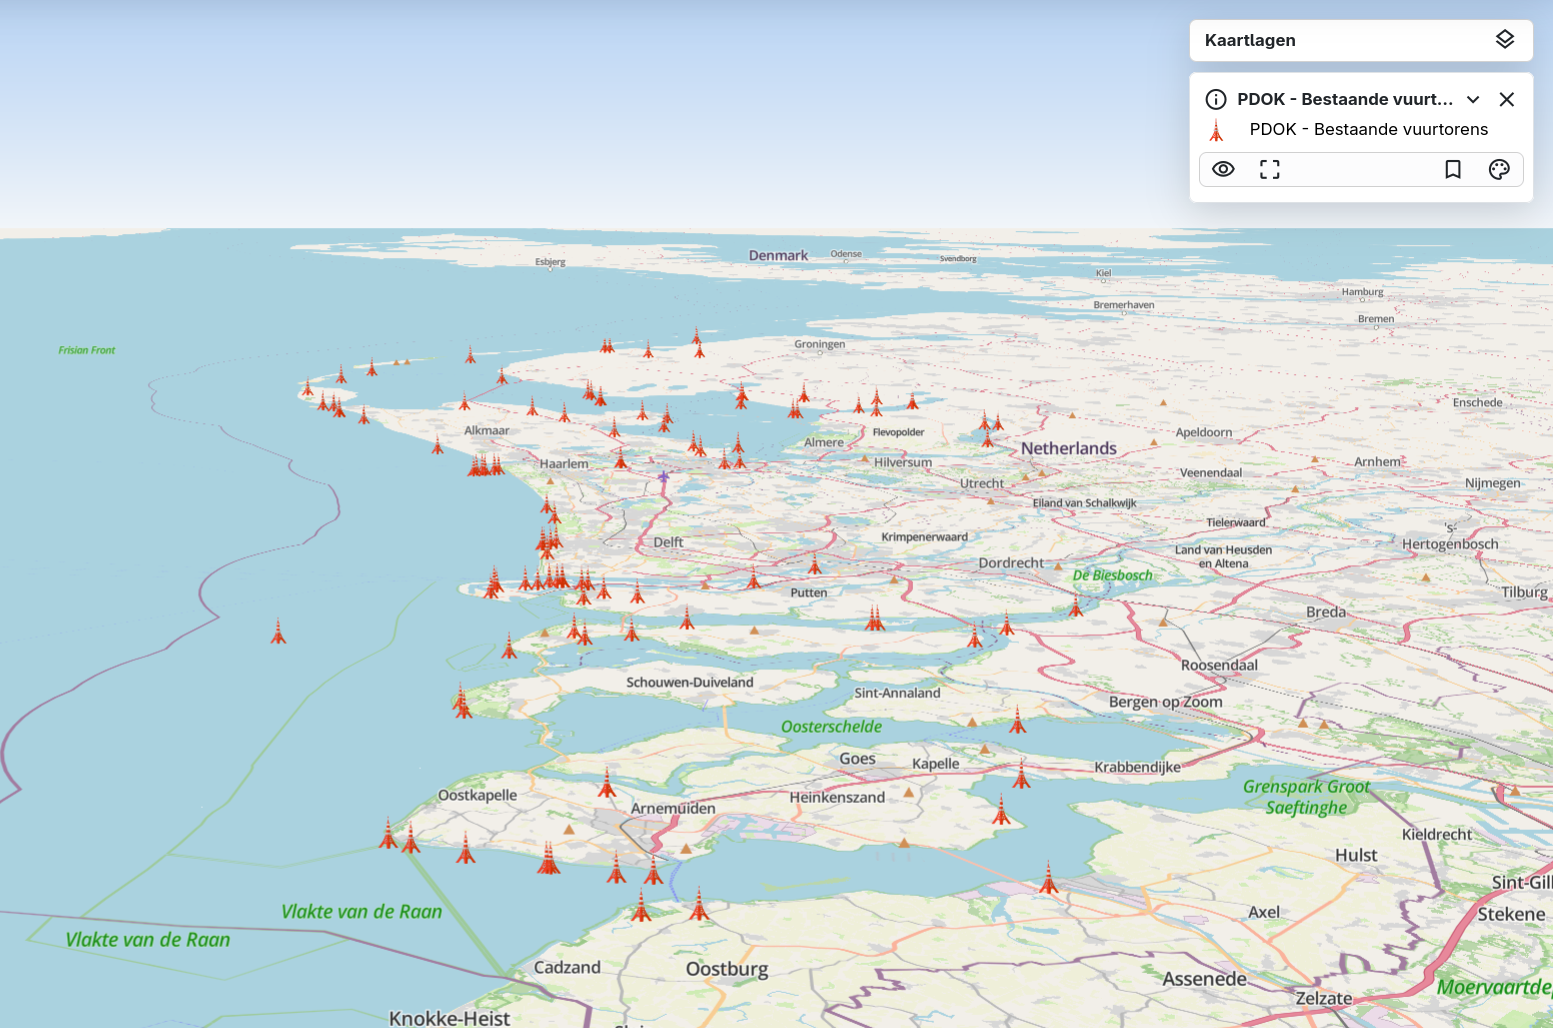 Kaartlagen
PDOK - Bestaande vuurt...
PDOK - Bestaande vuurtorens
Denmark
Odense
Svendborg
Esbjerg
Kiel
Hamburg
Bremerhaven
Bremen
Frisian Front
Groningen
Enschede
Alkmaar
Almere
Flevopolder
Apeldoorn
Netherlands
Haarlem
Hilversum
Arnhem
Veenendaal
Utrecht
Nijmegen
Eiland van Schalkwijk
Tielerwaard
's-
Hertogenbosch
Delft
Krimpenerwaard
Land van Heusden
en Altena
Dordrecht
De Biesbosch
Putten
Tilburg
Breda
Roosendaal
Schouwen-Duiveland
Sint-Annaland
Bergen op Zoom
Oosterschelde
Goes
Kapelle
Krabbendijke
Oostkapelle
Arnemuiden
Heinkenszand
Grenspark Groot
Saeftinghe
Kieldrecht
Hulst
Sint-Gill
Stekene
Vlakte van de Raan
Vlakte van de Raan
Axel
Cadzand
Oostburg
Assenede
Zelzate
Moervaartde
Knokke-Heist